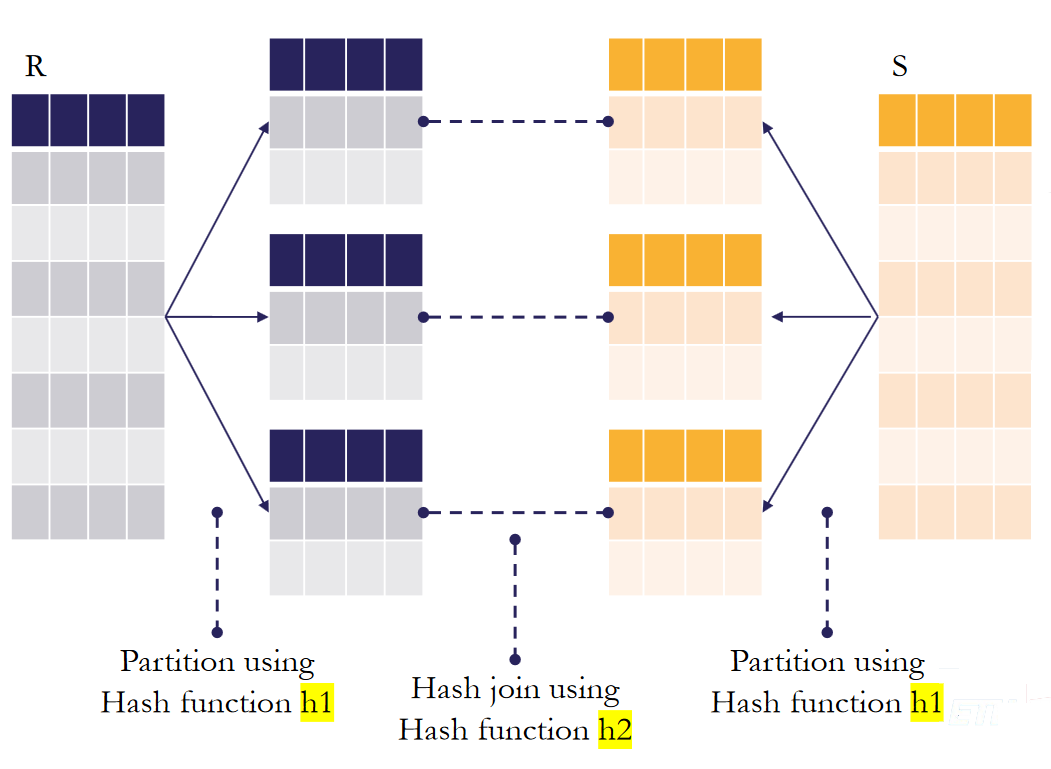 R
S
Partition using
Hash function h1
Hash join using
Hash function h2
Partition using
Hash function h1